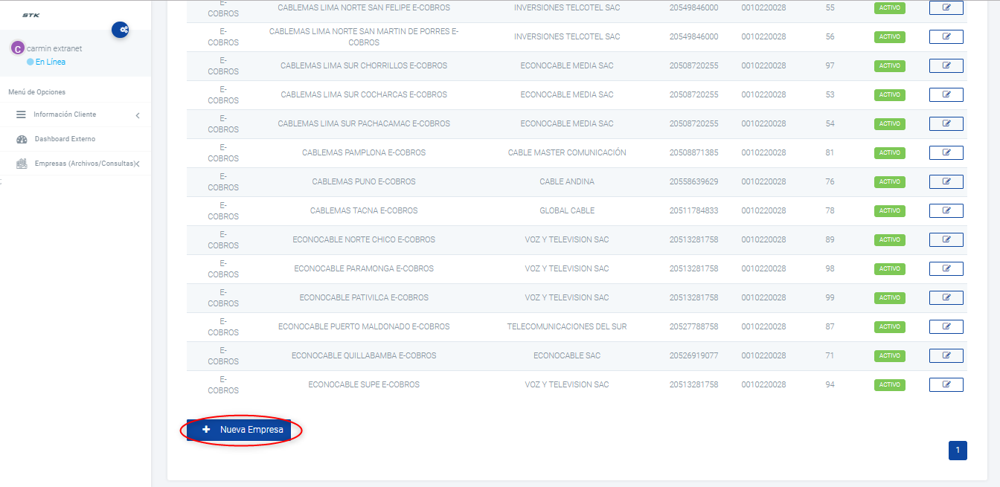 STK
C carmin extranet
En Línea
Menú de Opciones
Información Cliente
Dashboard Externo
Empresas (Archivos/Consultas)
;
E-
COBROS CABLEMAS LIMA NORTE SAN FELIPE E-COBROS INVERSIONES TELCOTEL SAC 20549846000 0010220028 55 ACTIVO
E-
COBROS CABLEMAS LIMA NORTE SAN MARTIN DE PORRES E-
COBROS INVERSIONES TELCOTEL SAC 20549846000 0010220028 56 ACTIVO
E-
COBROS CABLEMAS LIMA SUR CHORRILLOS E-COBROS ECONOCABLE MEDIA SAC 20508720255 0010220028 97 ACTIVO
E-
COBROS CABLEMAS LIMA SUR COCHARCAS E-COBROS ECONOCABLE MEDIA SAC 20508720255 0010220028 53 ACTIVO
E-
COBROS CABLEMAS LIMA SUR PACHACAMAC E-COBROS ECONOCABLE MEDIA SAC 20508720255 0010220028 54 ACTIVO
E-
COBROS CABLEMAS PAMPLONA E-COBROS CABLE MASTER COMUNICACIÓN 20508871385 0010220028 81 ACTIVO
E-
COBROS CABLEMAS PUNO E-COBROS CABLE ANDINA 20558639629 0010220028 76 ACTIVO
E-
COBROS CABLEMAS TACNA E-COBROS GLOBAL CABLE 20511784833 0010220028 78 ACTIVO
E-
COBROS ECONOCABLE NORTE CHICO E-COBROS VOZ Y TELEVISION SAC 20513281758 0010220028 89 ACTIVO
E-
COBROS ECONOCABLE PARAMONGA E-COBROS VOZ Y TELEVISION SAC 20513281758 0010220028 98 ACTIVO
E-
COBROS ECONOCABLE PATIVILCA E-COBROS VOZ Y TELEVISION SAC 20513281758 0010220028 99 ACTIVO
E-
COBROS ECONOCABLE PUERTO MALDONADO E-COBROS TELECOMUNICACIONES DEL SUR 20527788758 0010220028 87 ACTIVO
E-
COBROS ECONOCABLE QUILLABAMBA E-COBROS ECONOCABLE SAC 20526919077 0010220028 71 ACTIVO
E-
COBROS ECONOCABLE SUPE E-COBROS VOZ Y TELEVISION SAC 20513281758 0010220028 94 ACTIVO
Nueva Empresa
1